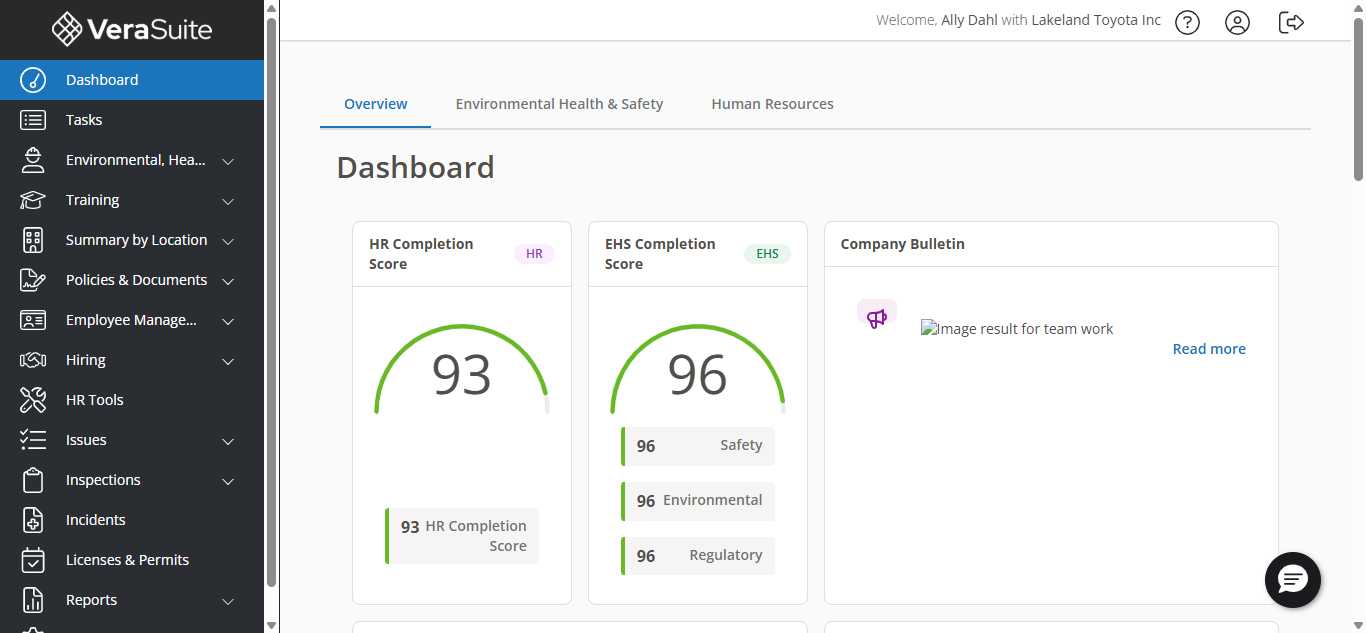 VeraSuite
Welcome, Ally Dahl with Lakeland Toyota Inc
?
Dashboard
Tasks
Environmental, Hea...
Training
Summary by Location
Policies & Documents
Employee Manage...
Hiring
HR Tools
Issues
Inspections
Incidents
Licenses & Permits
Reports
Overview
Environmental Health & Safety
Human Resources
Dashboard
HR Completion
Score
HR
93
93 HR Completion
Score
EHS Completion
Score
EHS
96
96 Safety
96 Environmental
96 Regulatory
Company Bulletin
Image result for team work
Read more